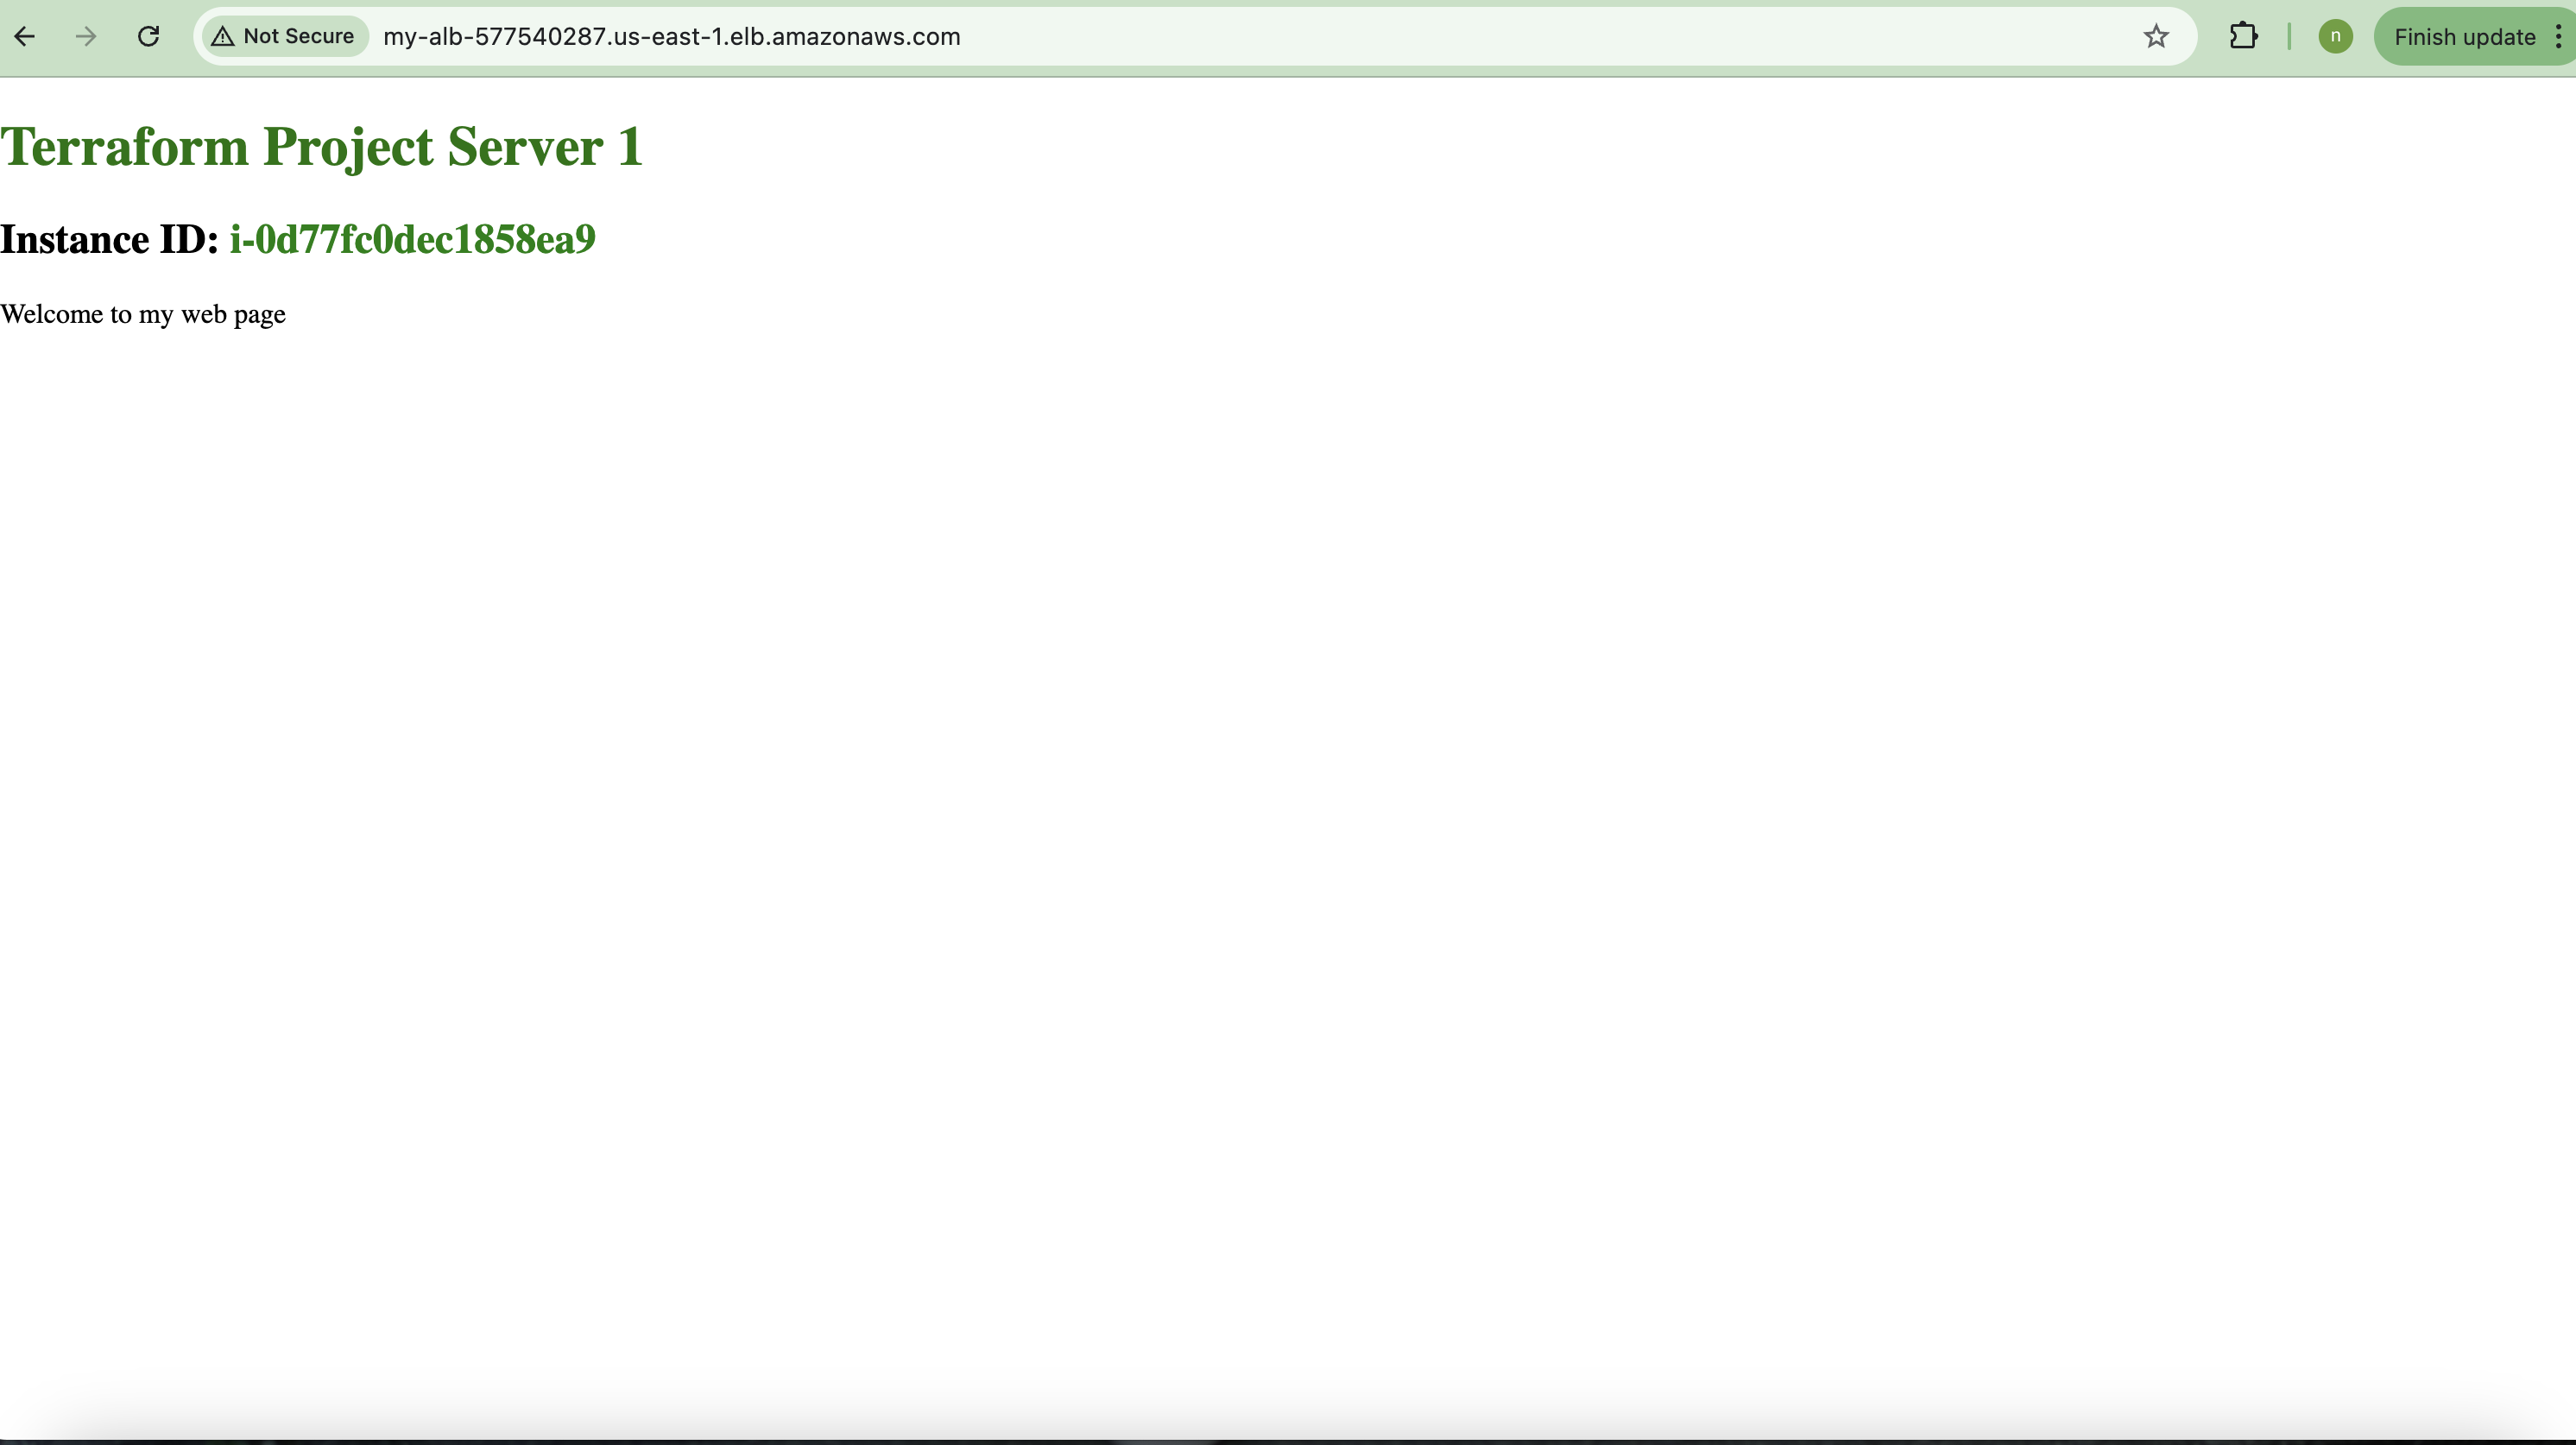 Not Secure my-alb-577540287.us-east-1.elb.amazonaws.com n Finish update
Terraform Project Server 1
Instance ID: i-0d77fc0dec1858ea9
Welcome to my web page